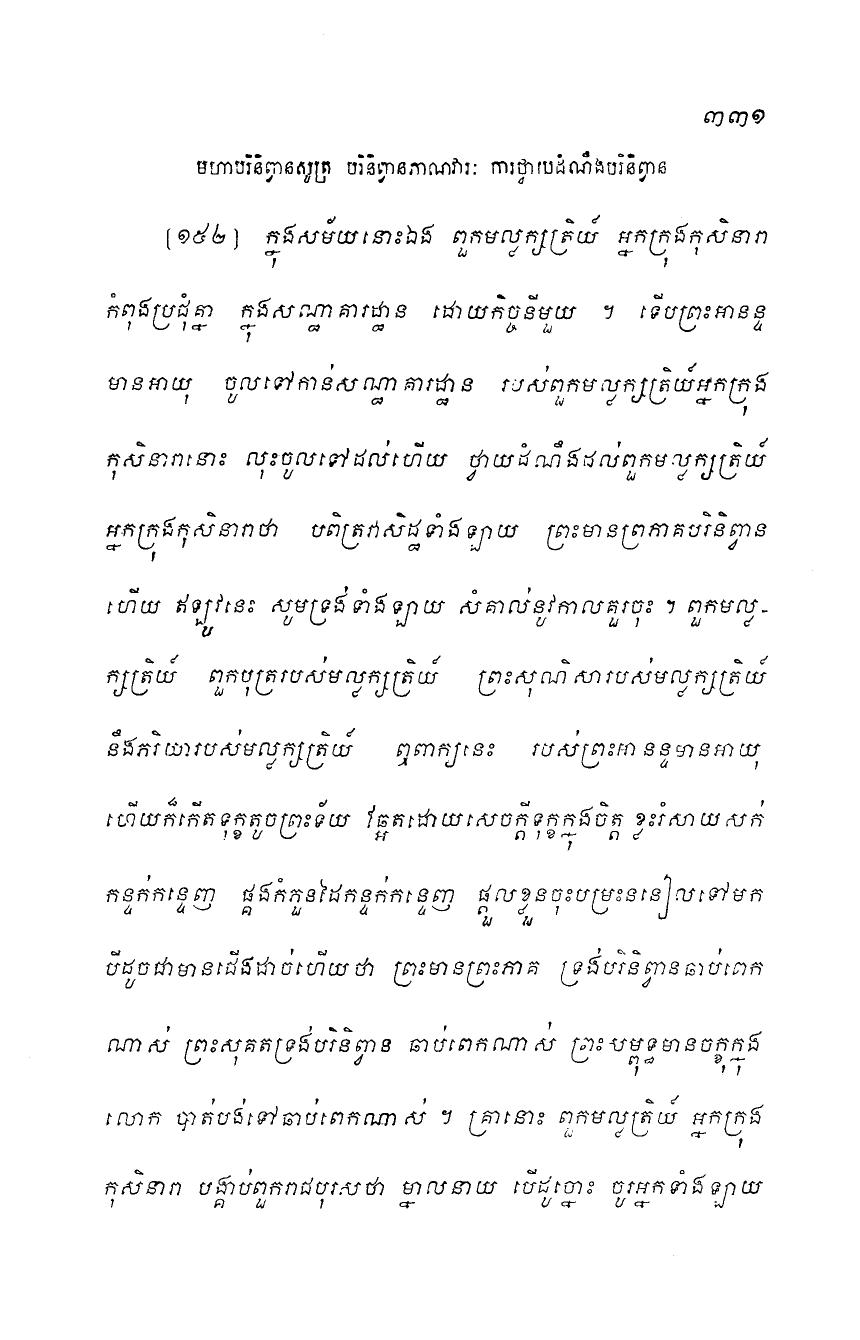 ៣៣១
មហាបរិនិព្វានសូត្រ បរិនិព្វានភាណវារៈ ការថ្វាយដំណឹងបរិនិព្វាន
[១៥២] ក្នុងសម័យនោះឯង ពួកមល្លក្សត្រិយ៍ អ្នកក្រុងកុសិនារា
កំពុងប្រជុំគ្នា ក្នុងសណ្ឋាគារដ្ឋាន ដោយកិច្ចនីមួយ ។ ទើបព្រះអានន្ទ
មានអាយុ ចូលទៅកាន់សណ្ឋាគារដ្ឋាន របស់ពួកមល្លក្សត្រិយ៍អ្នកក្រុង
កុសិនារានោះ លុះចូលទៅដល់ហើយ ថ្វាយដំណឹងដល់ពួកមល្លក្សត្រិយ៍
អ្នកក្រុងកុសិនារាថា បពិត្រវាសិដ្ឋទាំងឡាយ ព្រះមានព្រភាគបរិនិព្វាន
ហើយ ឥឡូវនេះ សូមទ្រង់ទាំងឡាយ សំគាល់នូវកាលគួរចុះ ។ ពួកមល្ល-
ក្សត្រិយ៍ ពួកបុត្ររបស់មល្លក្សត្រិយ៍ ព្រះសុណិសារបស់មល្លក្សត្រិយ៍
នឹងភរិយារបស់មល្លក្សត្រិយ៍ ឮពាក្យនេះ របស់ព្រះអានន្ទមានអាយុ
ហើយក៏កើតទុក្ខតូចព្រះទ័យ ឆ្អែតដោយសេចក្តីទុក្ខក្នុងចិត្ត ខ្លះរំសាយសក់
កន្ទក់កន្ទេញ ផ្គងកំភួនដៃកន្ទក់កន្ទេញ ផ្តួលខ្លួនចុះបម្រះននៀលទៅមក
បីដូចជាមានជើងដាច់ហើយថា ព្រះមានព្រះភាគ ទ្រង់បរិនិព្វានឆាប់ពេក
ណាស់ ព្រះសុគតទ្រង់បរិនិព្វាន ឆាប់ពេកណាស់ ព្រះសម្ពុទ្ធមានចក្ខុក្នុង
លោក បាត់បង់ទៅឆាប់ពេកណាស់ ។ គ្រានោះ ពួកមល្លត្រិយ៍ អ្នកក្រុង
កុសិនារា បង្គាប់ពួករាជបុរសថា ម្នាលនាយ បើដូច្នោះ ចូរអ្នកទាំងឡាយ